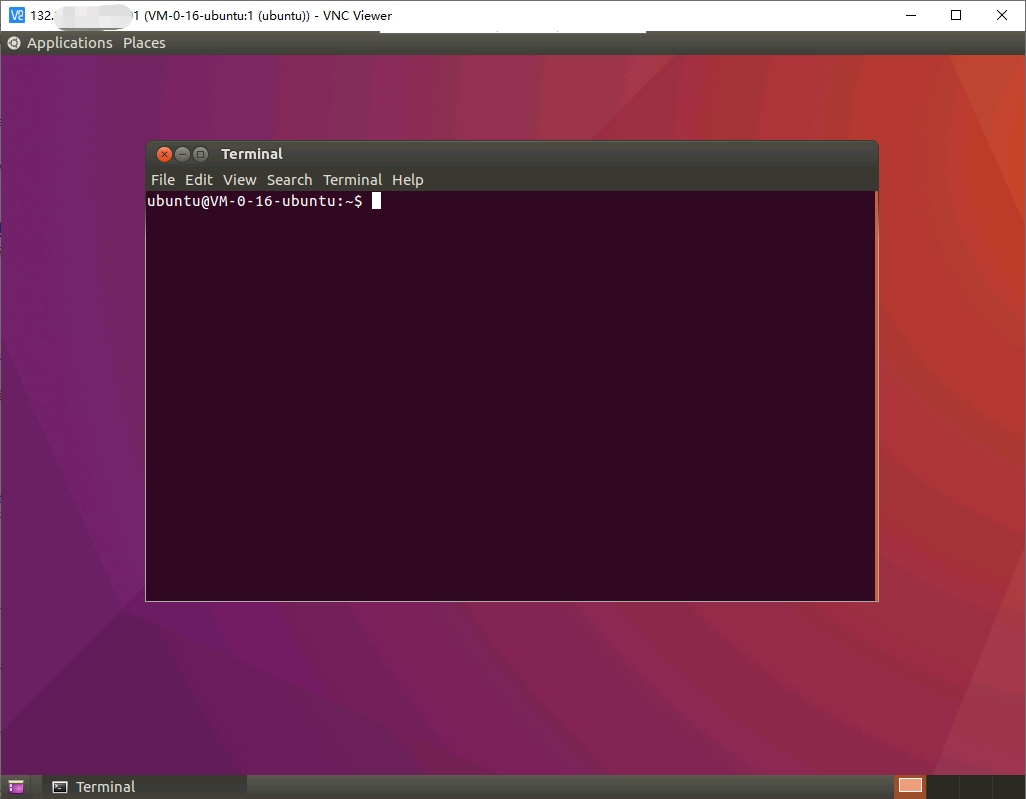 132. 1 (VM-0-16-ubuntu:1 (ubuntu)) - VNC Viewer
Applications Places
Terminal
File Edit View Search Terminal Help
ubuntu@VM-0-16-ubuntu:~$
Terminal